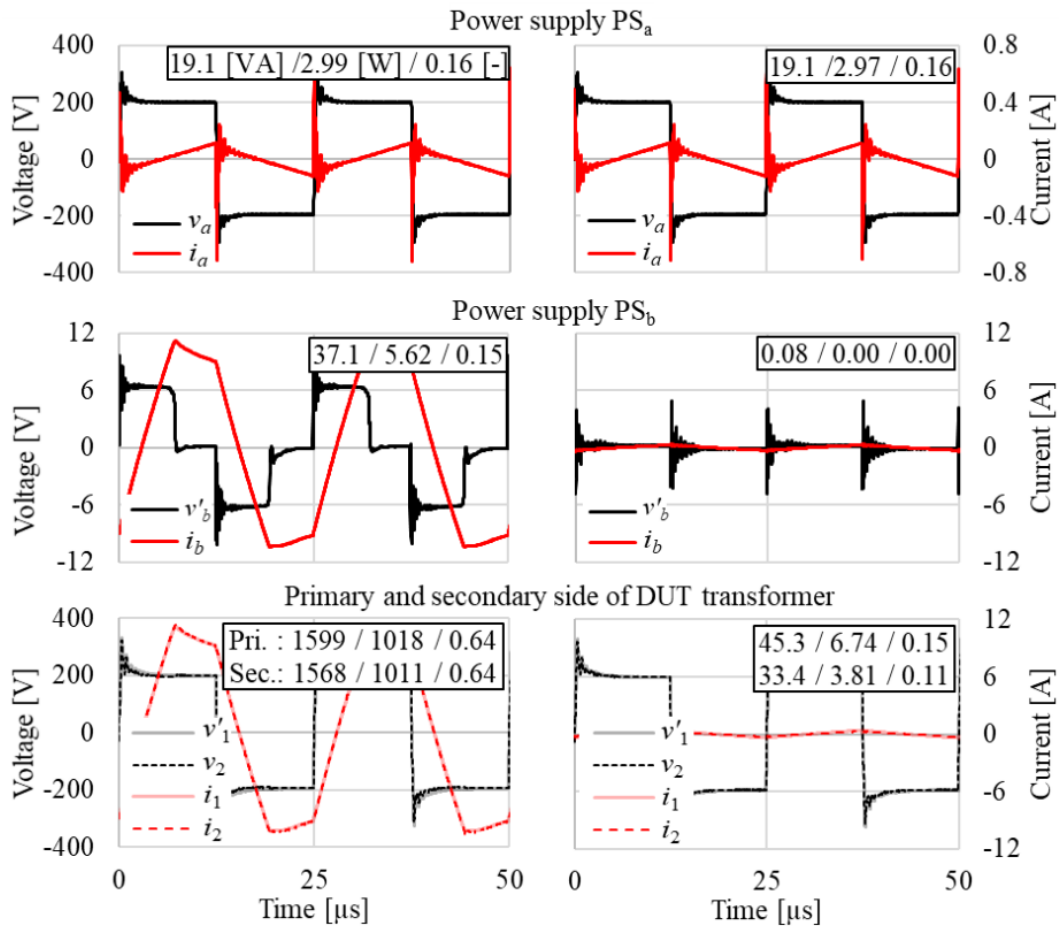 Power supply PSa
400
200
0
-200
-400
Voltage [V]
19.1 [VA] /2.99 [W] / 0.16 [-]
va
ia
19.1 /2.97 / 0.16
va
ia
0.8
0.4
0
-0.4
-0.8
Current [A]
Power supply PSb
12
6
0
-6
-12
Voltage [V]
37.1 / 5.62 / 0.15
v'b
ib
0.08 / 0.00 / 0.00
v'b
ib
12
6
0
-6
-12
Current [A]
Primary and secondary side of DUT transformer
400
200
0
-200
-400
Voltage [V]
Pri. : 1599 / 1018 / 0.64
Sec.: 1568 / 1011 / 0.64
v'1
v2
i1
i2
45.3 / 6.74 / 0.15
33.4 / 3.81 / 0.11
v'1
v2
i1
i2
12
6
0
-6
-12
Current [A]
0 25 50
Time [µs]
0 25 50
Time [µs]